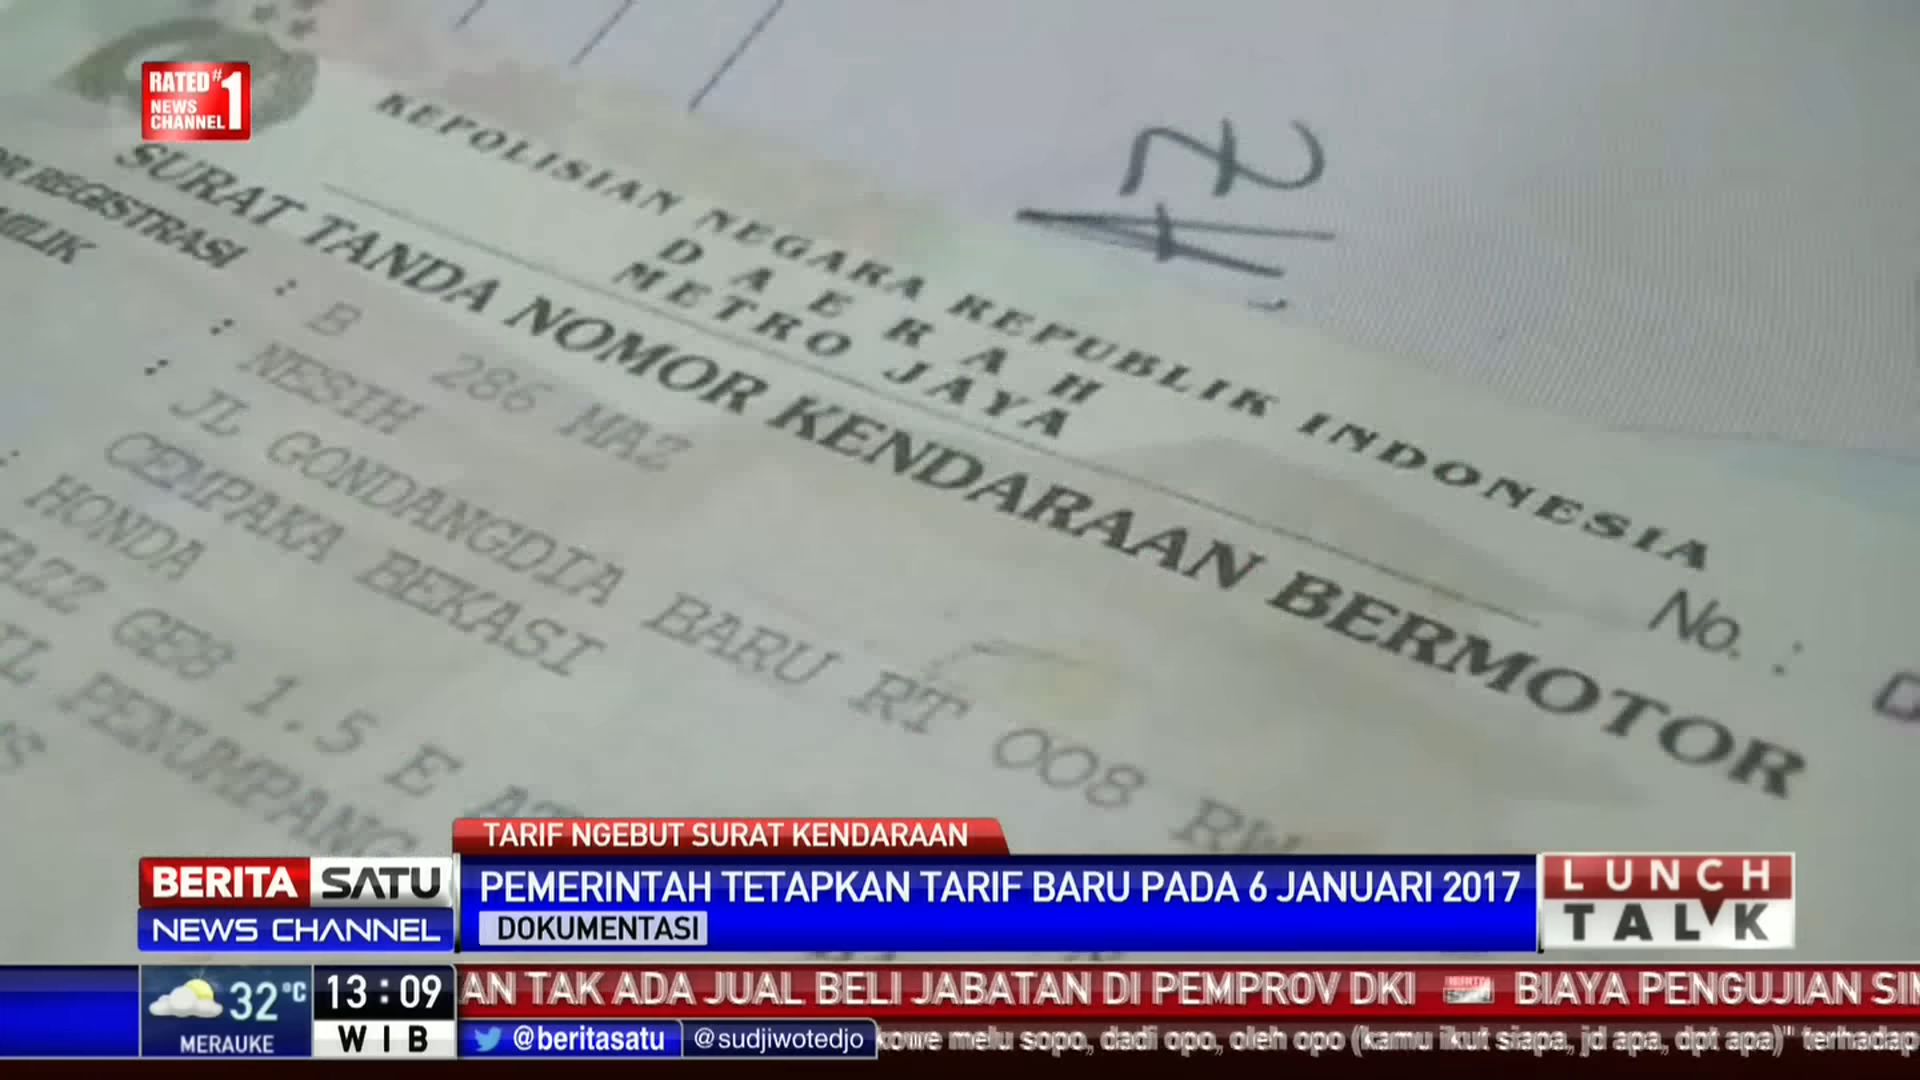 RATED #1
NEWS
CHANNEL
KEPOLISIAN NEGARA REPUBLIK INDONESIA
DAERAH
METRO JAYA
SURAT TANDA NOMOR KENDARAAN BERMOTOR
No. :
REGISTRASI : B 286 MAZ
: NESIH
: JL GONDANGDIA BARU RT 008 RW
CEMPAKA BEKASI
: HONDA
GE8 1.5 E
PENUMPANG
TARIF NGEBUT SURAT KENDARAAN
BERITA SATU
NEWS CHANNEL
PEMERINTAH TETAPKAN TARIF BARU PADA 6 JANUARI 2017
DOKUMENTASI
LUNCH
TALK
32°C
MERAUKE
13:09
WIB
AN TAK ADA JUAL BELI JABATAN DI PEMPROV DKI
BIAYA PENGUJIAN SIM
@beritasatu
@sudjiwotedjo
kowe melu sopo, dadi opo, oleh opo (kamu ikut siapa, jd apa, dpt apa)" terhadap